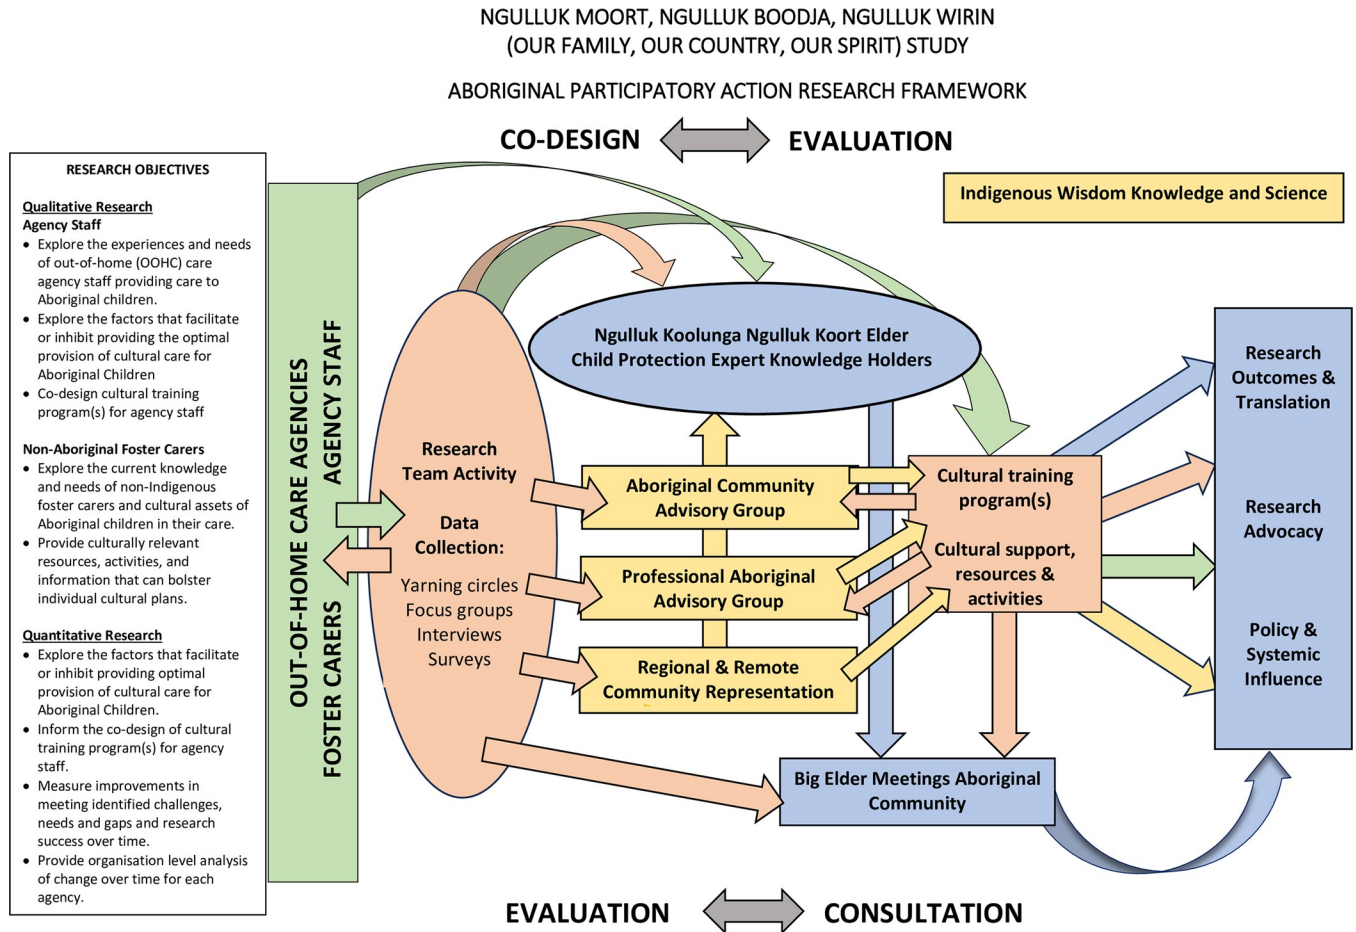 NGULLUK MOORT, NGULLUK BOODJA, NGULLUK WIRIN
(OUR FAMILY, OUR COUNTRY, OUR SPIRIT) STUDY
ABORIGINAL PARTICIPATORY ACTION RESEARCH FRAMEWORK
CO-DESIGN
EVALUATION
RESEARCH OBJECTIVES
Qualitative Research
Agency Staff
• Explore the experiences and needs
of out-of-home (OOHC) care
agency staff providing care to
Aboriginal children.
• Explore the factors that facilitate
or inhibit providing the optimal
provision of cultural care for
Aboriginal Children
• Co-design cultural training
program(s) for agency staff
Non-Aboriginal Foster Carers
• Explore the current knowledge
and needs of non-Indigenous
foster carers and cultural assets of
Aboriginal children in their care.
• Provide culturally relevant
resources, activities, and
information that can bolster
individual cultural plans.
Quantitative Research
• Explore the factors that facilitate
or inhibit providing optimal
provision of cultural care for
Aboriginal Children.
• Inform the co-design of cultural
training program(s) for agency
staff.
• Measure improvements in
meeting identified challenges,
needs and gaps and research
success over time.
• Provide organisation level analysis
of change over time for each
agency.
OUT-OF-HOME CARE AGENCIES
FOSTER CARERS
AGENCY STAFF
Research
Team Activity
Data
Collection:
Yarning circles
Focus groups
Interviews
Surveys
Indigenous Wisdom Knowledge and Science
Ngulluk Koolunga Ngulluk Koort Elder
Child Protection Expert Knowledge Holders
Aboriginal Community
Advisory Group
Professional Aboriginal
Advisory Group
Regional & Remote
Community Representation
Cultural training
program(s)
Cultural support,
resources &
activities
Big Elder Meetings Aboriginal
Community
Research
Outcomes &
Translation
Research
Advocacy
Policy &
Systemic
Influence
EVALUATION
CONSULTATION